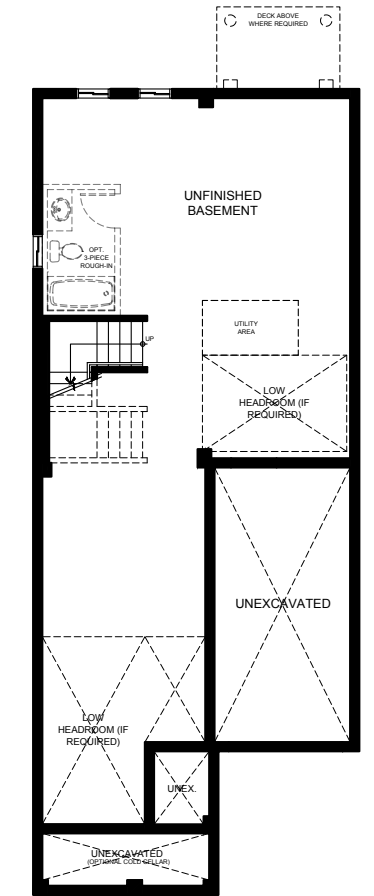 DECK ABOVE
WHERE REQUIRED
UNFINISHED
BASEMENT
OPT.
3-PIECE
ROUGH-IN
UTILITY
AREA
UP
LOW
HEADROOM (IF
REQUIRED)
UNEXCAVATED
LOW
HEADROOM (IF
REQUIRED)
UNEX.
UNEXCAVATED
(OPTIONAL COLD CELLAR)